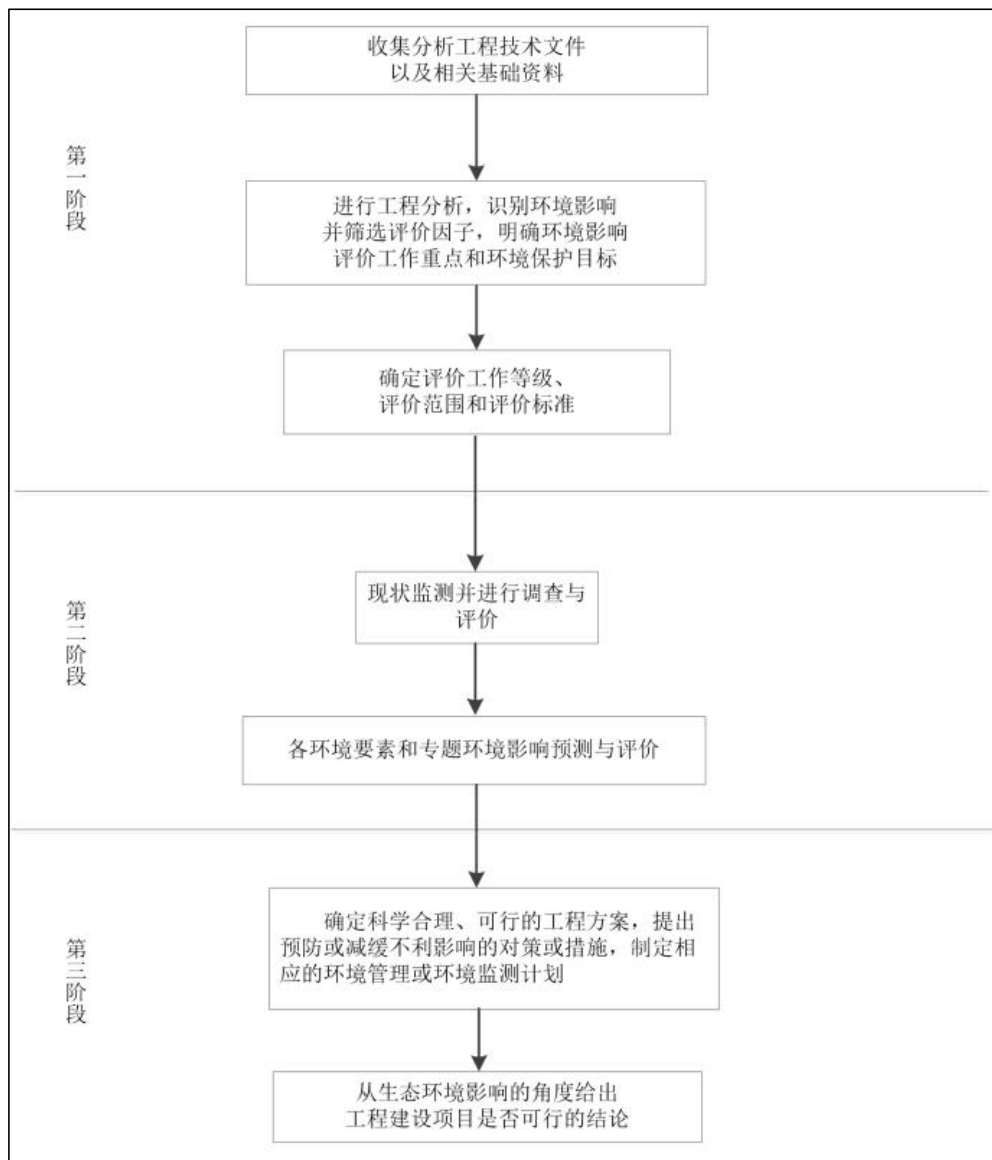 收集分析工程技术文件
以及相关基础资料
第一阶段
进行工程分析，识别环境影响
并筛选评价因子，明确环境影响
评价工作重点和环境保护目标
确定评价工作等级、
评价范围和评价标准
第二阶段
现状监测并进行调查与
评价
各环境要素和专题环境影响预测与评价
第三阶段
确定科学合理、可行的工程方案，提出
预防或减缓不利影响的对策或措施，制定相
应的环境管理或环境监测计划
从生态环境影响的角度给出
工程建设项目是否可行的结论